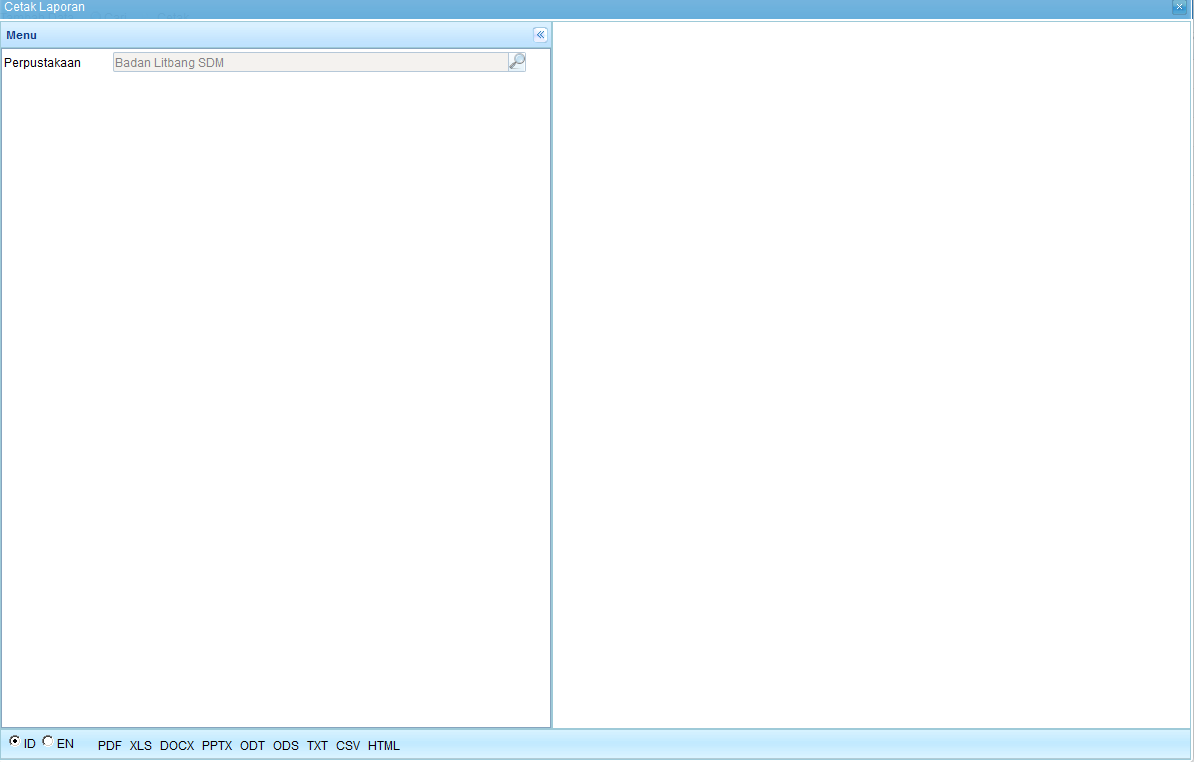 Cetak Laporan
Menu
Perpustakaan Badan Litbang SDM
ID EN PDF XLS DOCX PPTX ODT ODS TXT CSV HTML